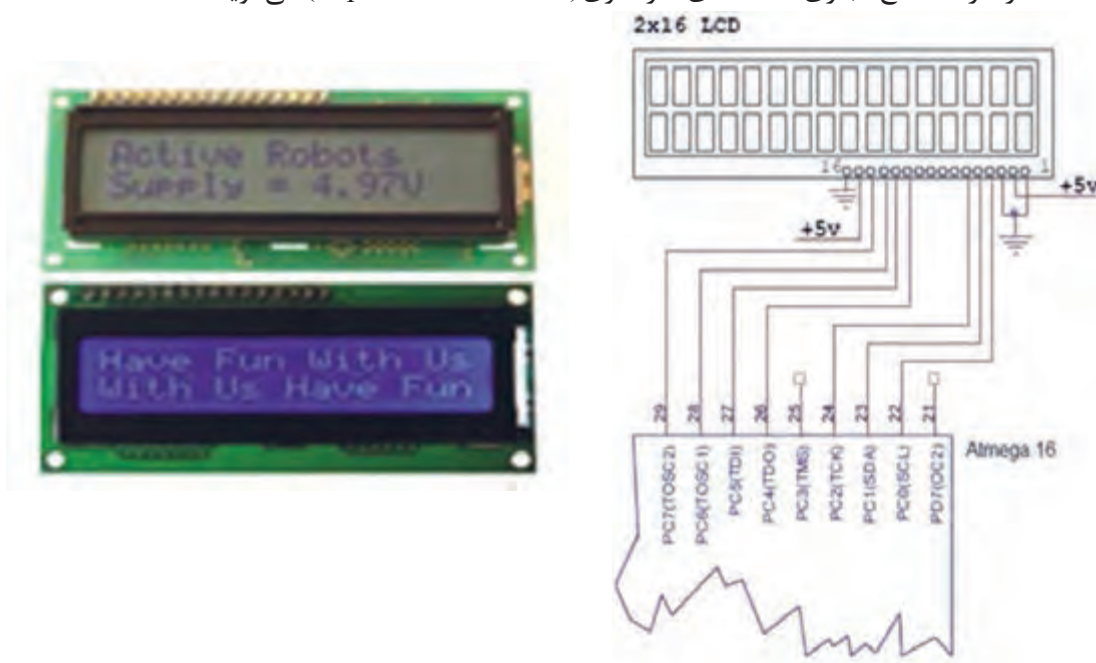 2x16 LCD
Active Robots
Supply = 4.97V
16
1
+5v
+5v
Have Fun With Us
With Us Have Fun
29
28
27
26
25
24
23
22
21
PC7(TOSC2)
PC6(TOSC1)
PC5(TDI)
PC4(TDO)
PC3(TMS)
PC2(TCK)
PC1(SDA)
PC0(SCL)
PD7(OC2)
Atmega 16